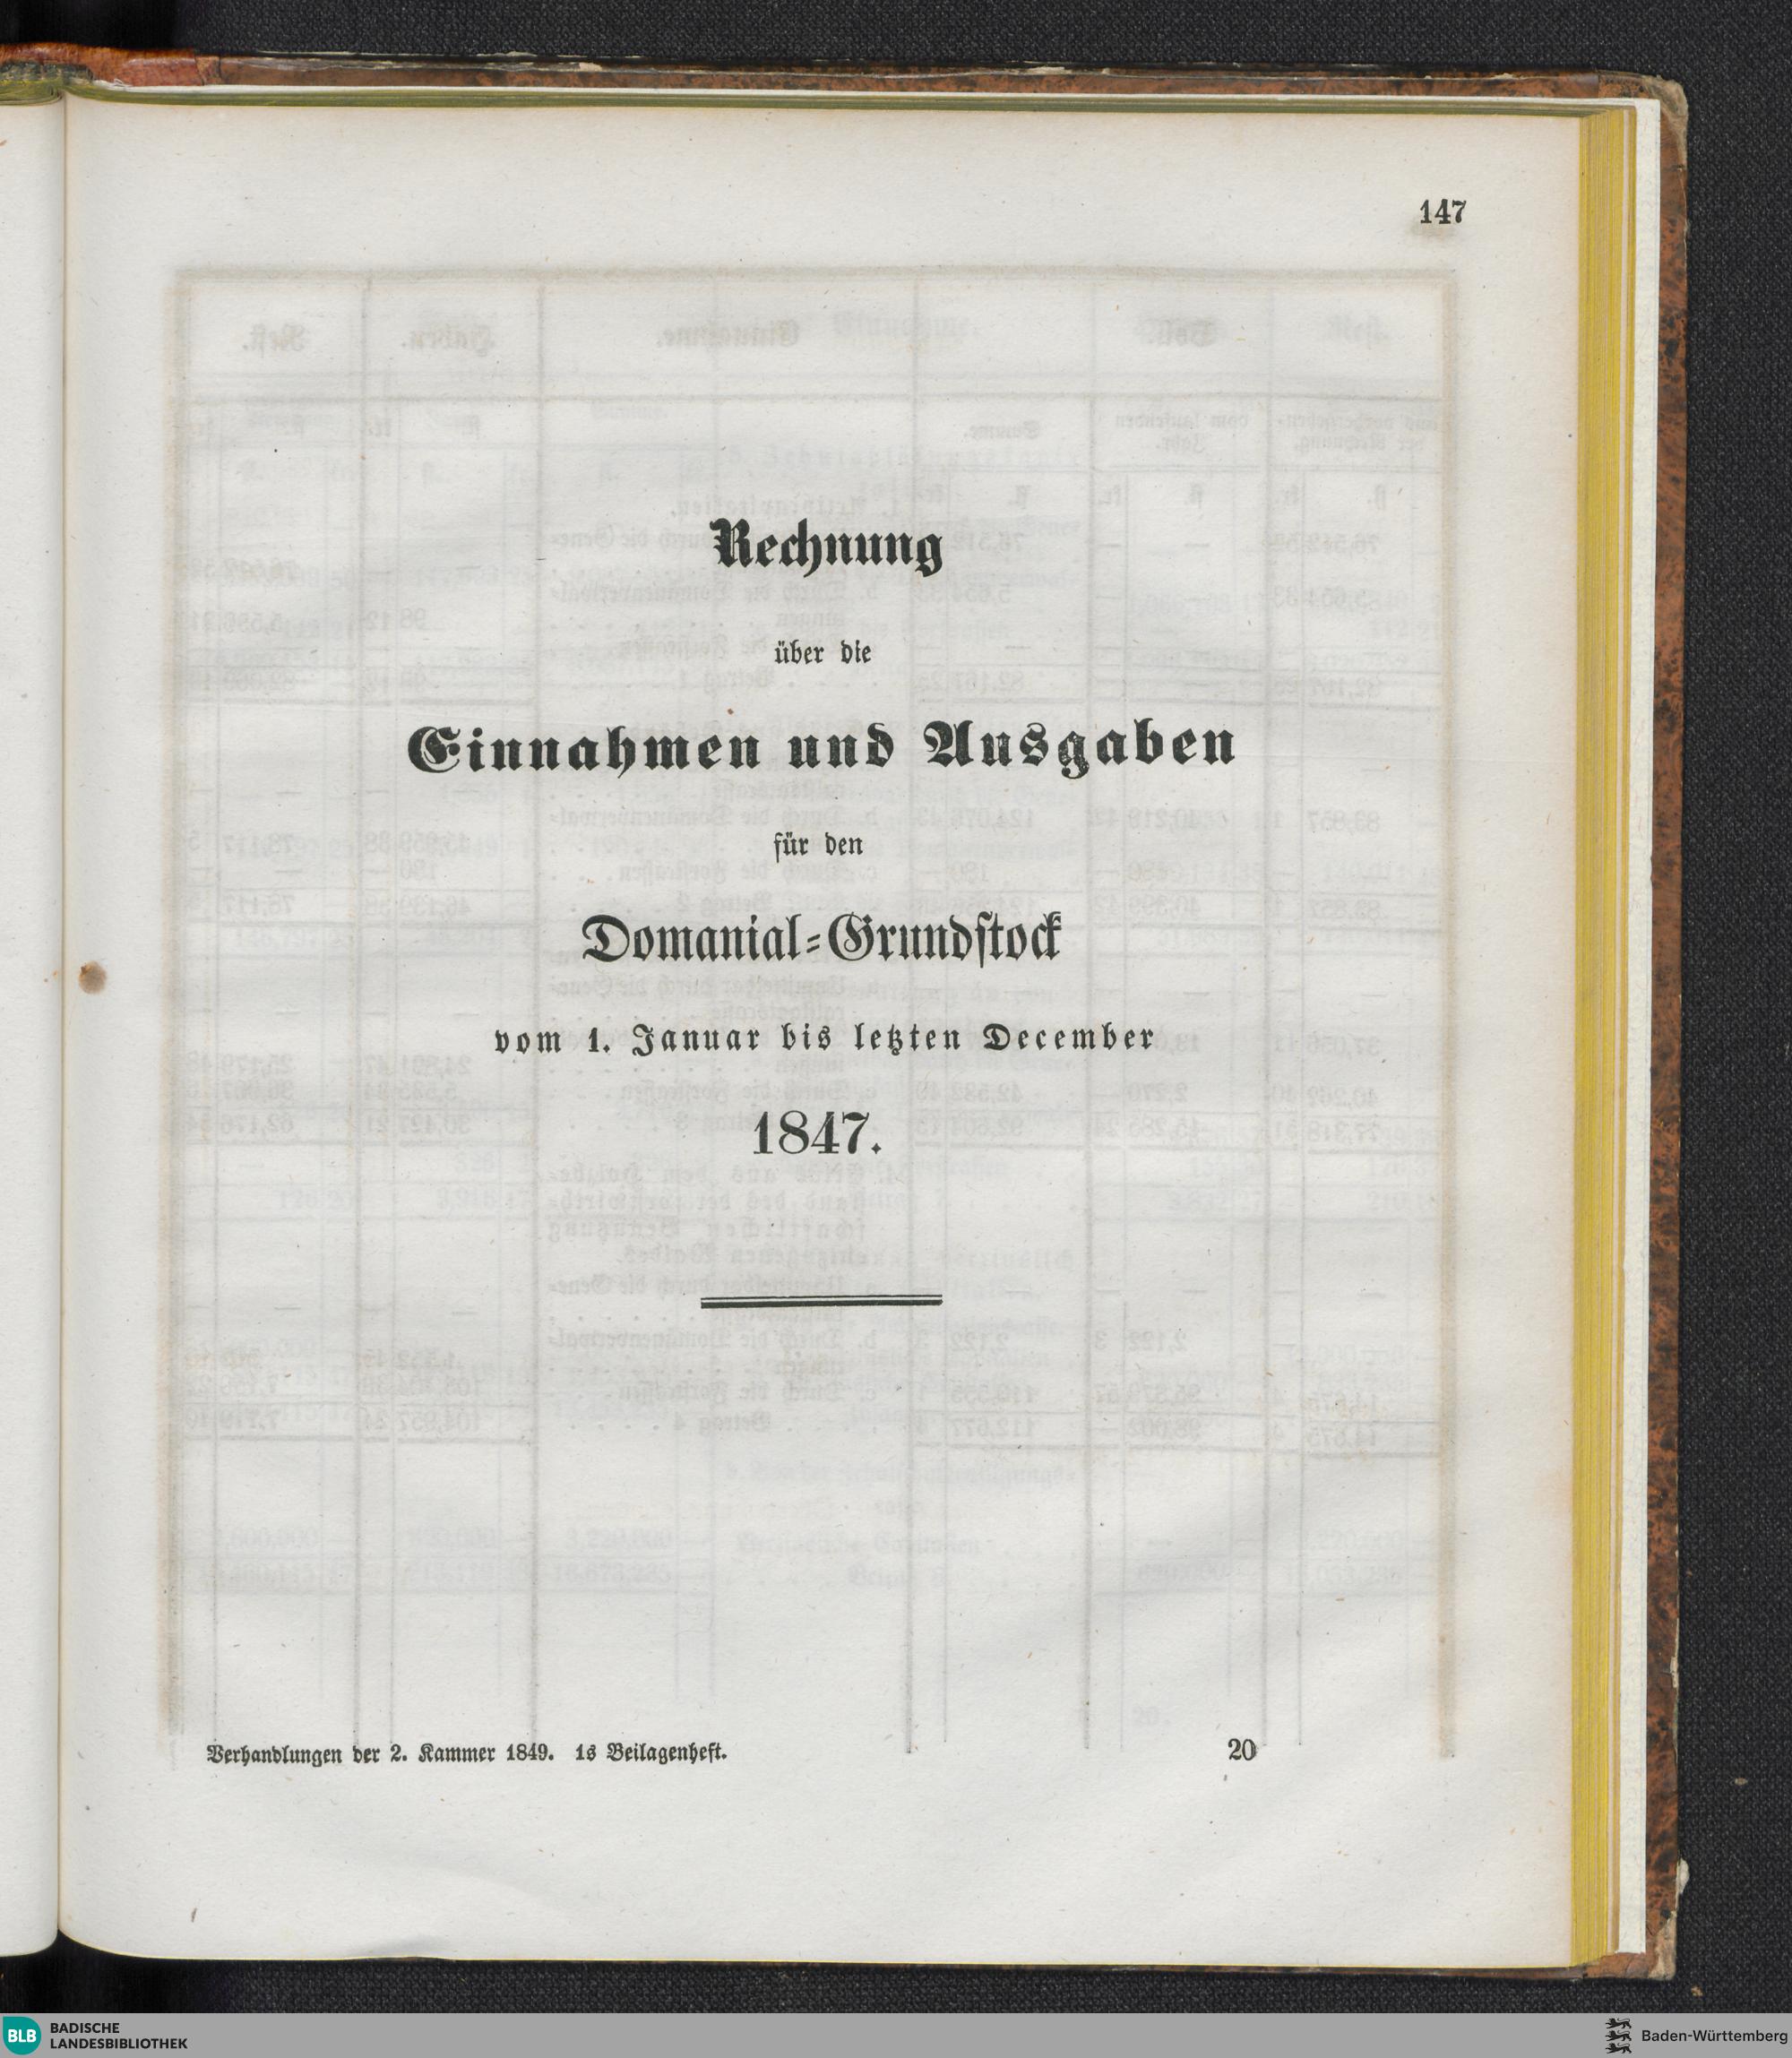 147
Rechnung
über die
Einnahmen und Ausgaben
für den
Domanial-Grundstock
vom 1. Januar bis letzten December
1847.
Verhandlungen der 2. Kammer 1849. 1s Beilagenheft. 20
BLB BADISCHE
LANDESBIBLIOTHEK
Baden-Württemberg